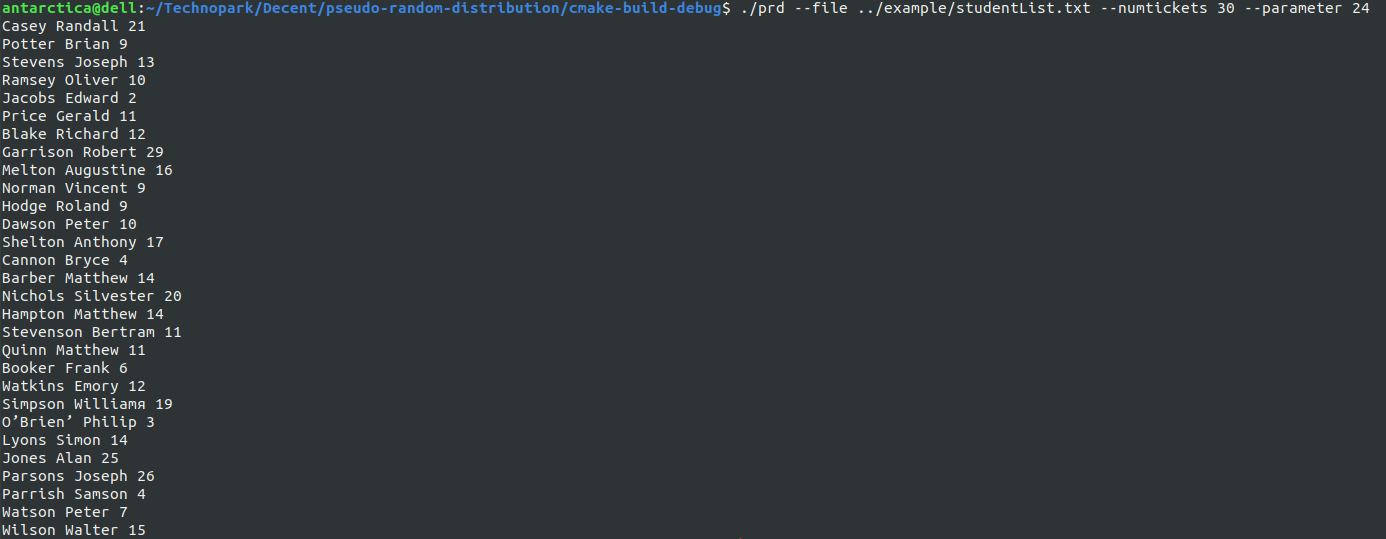 antarctica@dell:~/Technopark/Decent/pseudo-random-distribution/cmake-build-debug$ ./prd --file ../example/studentList.txt --numtickets 30 --parameter 24
Casey Randall 21
Potter Brian 9
Stevens Joseph 13
Ramsey Oliver 10
Jacobs Edward 2
Price Gerald 11
Blake Richard 12
Garrison Robert 29
Melton Augustine 16
Norman Vincent 9
Hodge Roland 9
Dawson Peter 10
Shelton Anthony 17
Cannon Bryce 4
Barber Matthew 14
Nichols Silvester 20
Hampton Matthew 14
Stevenson Bertram 11
Quinn Matthew 11
Booker Frank 6
Watkins Emory 12
Simpson Williamя 19
O’Brien’ Philip 3
Lyons Simon 14
Jones Alan 25
Parsons Joseph 26
Parrish Samson 4
Watson Peter 7
Wilson Walter 15